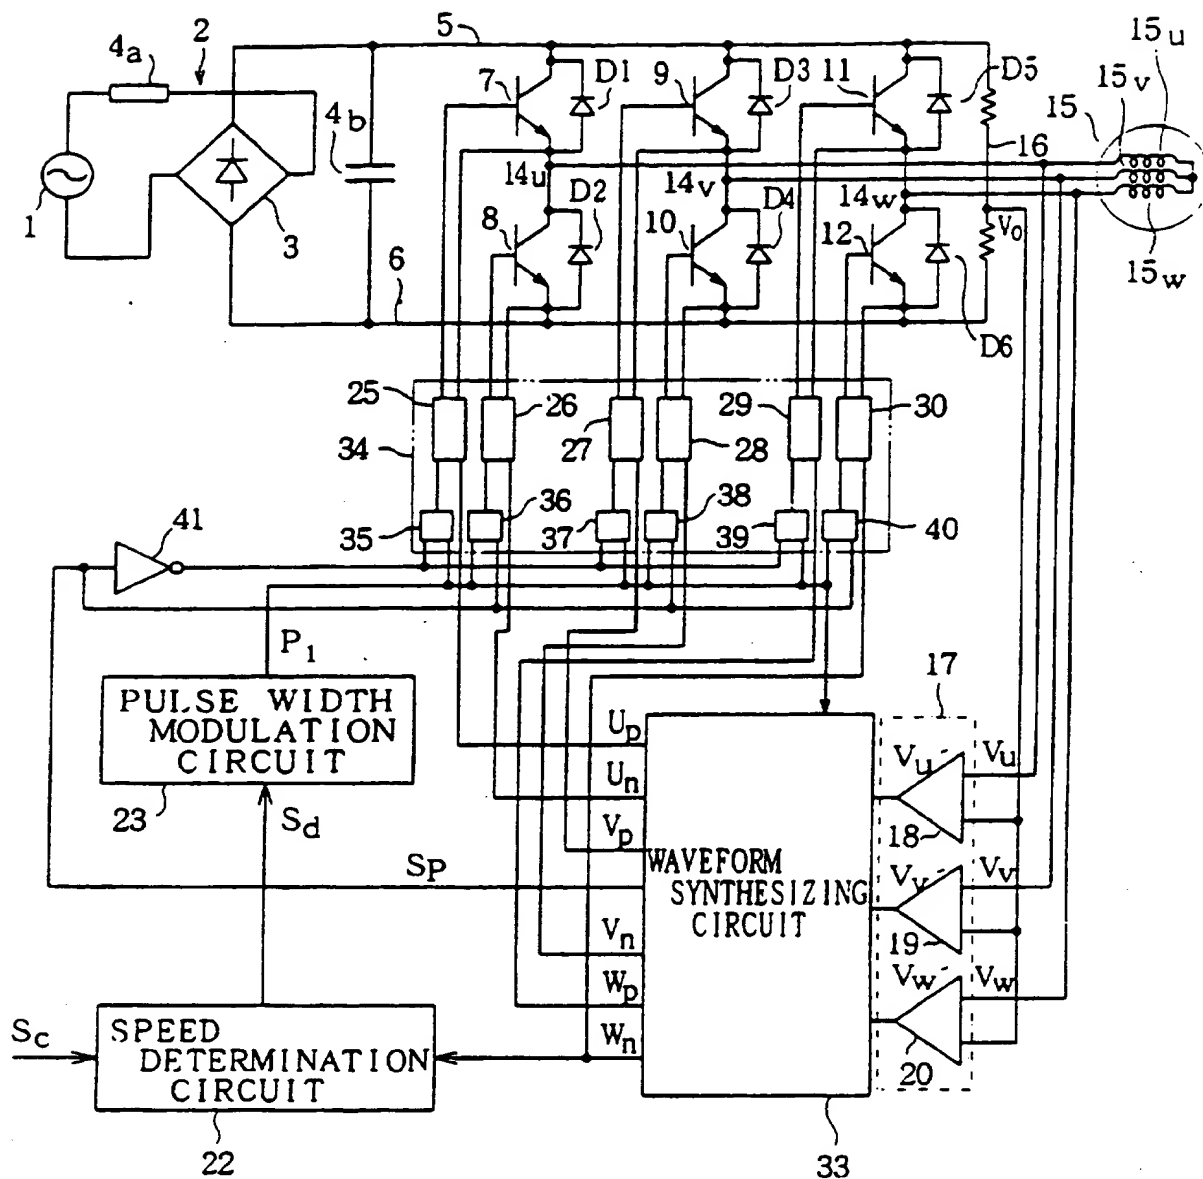 4a
2
5
15u
7
D1
9
D3
11
D5
15v
15
4b
16
14u
14v
14w
1
3
8
D2
10
D4
12
V0
15w
6
D6
25
26
27
28
29
30
34
35
36
37
38
39
40
41
P1
17
PULSE WIDTH
MODULATION
CIRCUIT
Up
Vu'
Vu
Un
23
Sd
18
Vp
SP
WAVEFORM
SYNTHESIZING
CIRCUIT
Vv'
Vv
Vn
19
Wp
Vw'
Vw
Sc
SPEED
DETERMINATION
CIRCUIT
Wn
20
22
33